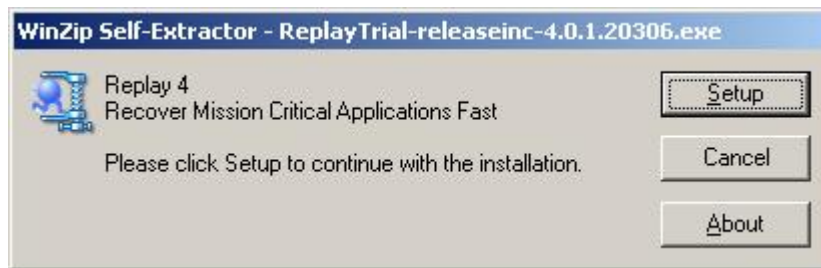 WinZip Self-Extractor - ReplayTrial-releaseinc-4.0.1.20306.exe
Replay 4
Recover Mission Critical Applications Fast
Please click Setup to continue with the installation.
Setup
Cancel
About